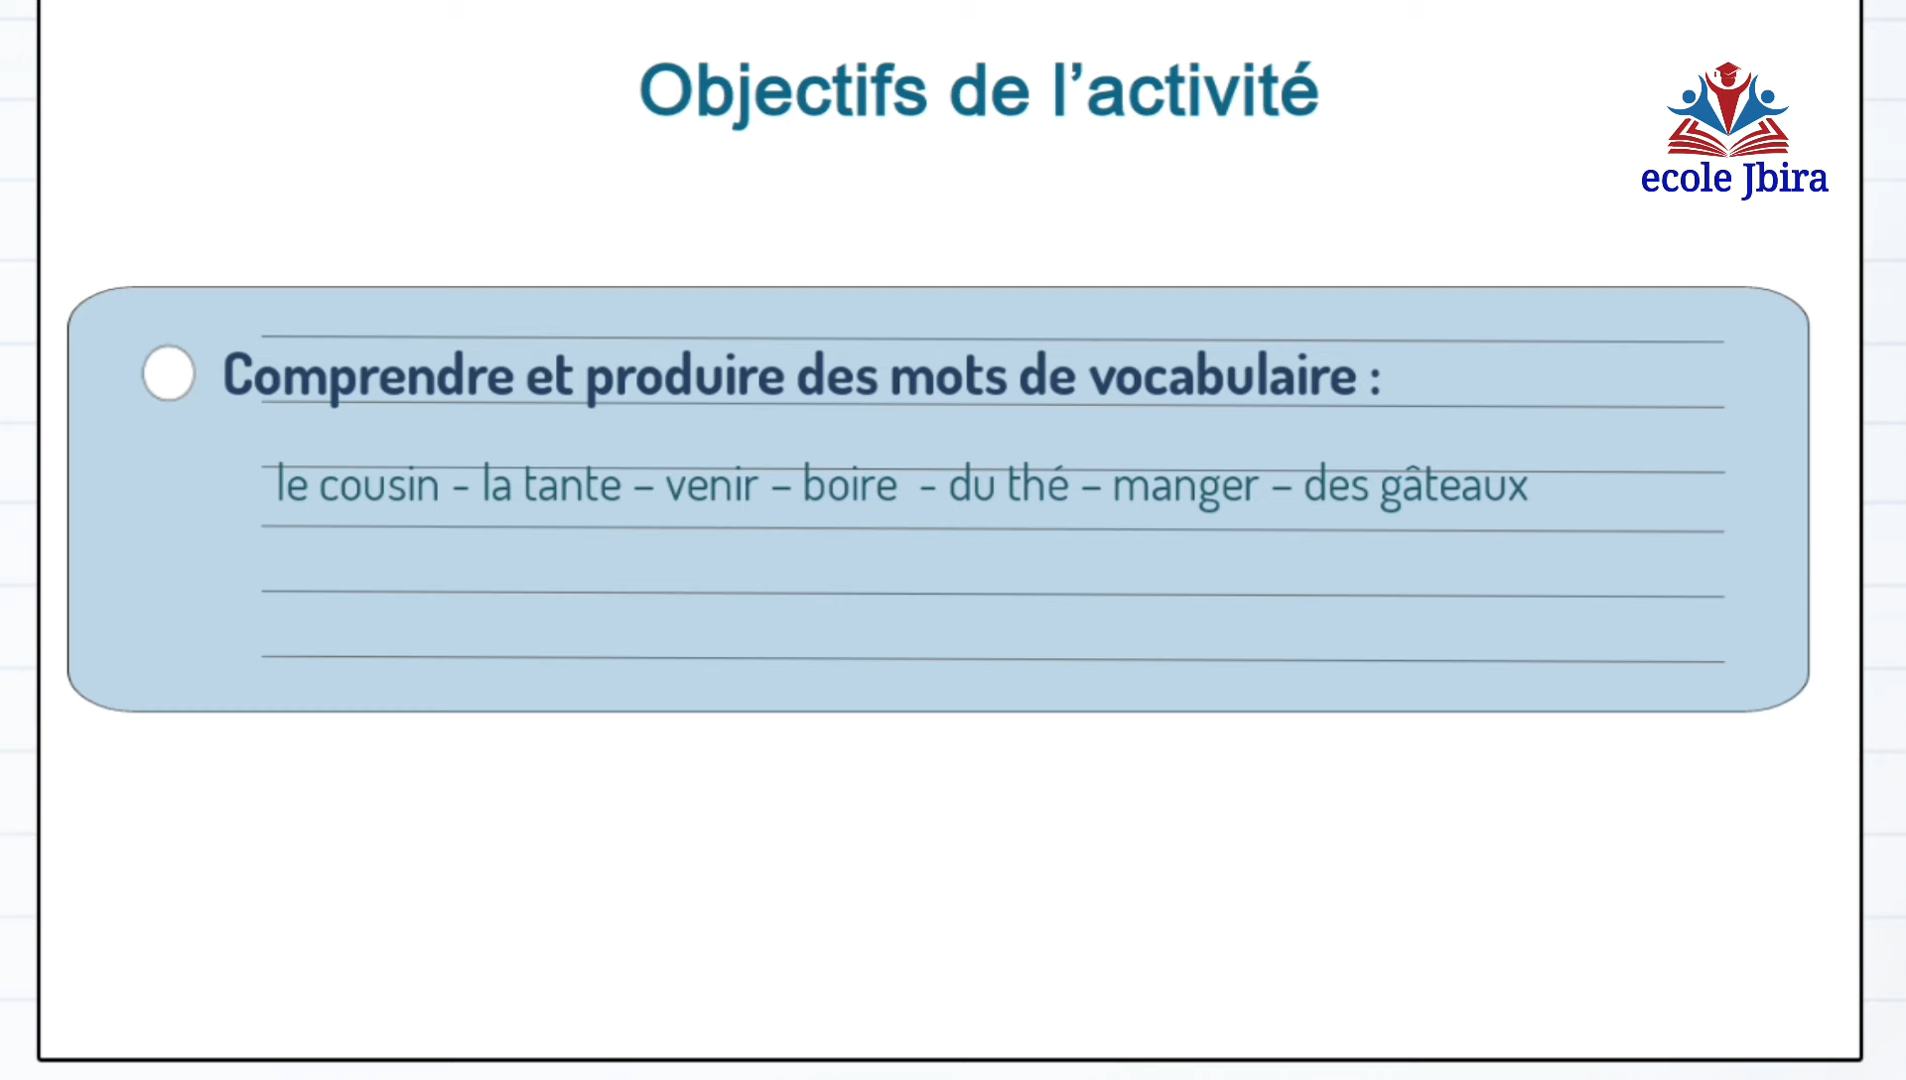 Objectifs de l’activité
ecole Jbira
Comprendre et produire des mots de vocabulaire :
le cousin - la tante – venir – boire - du thé – manger – des gâteaux